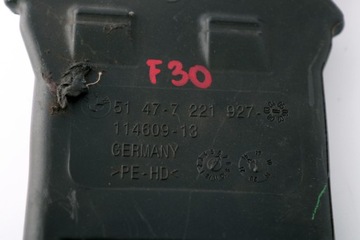 F30
51 47-7 221 927-
114609-13
GERMANY
>PE-HD<